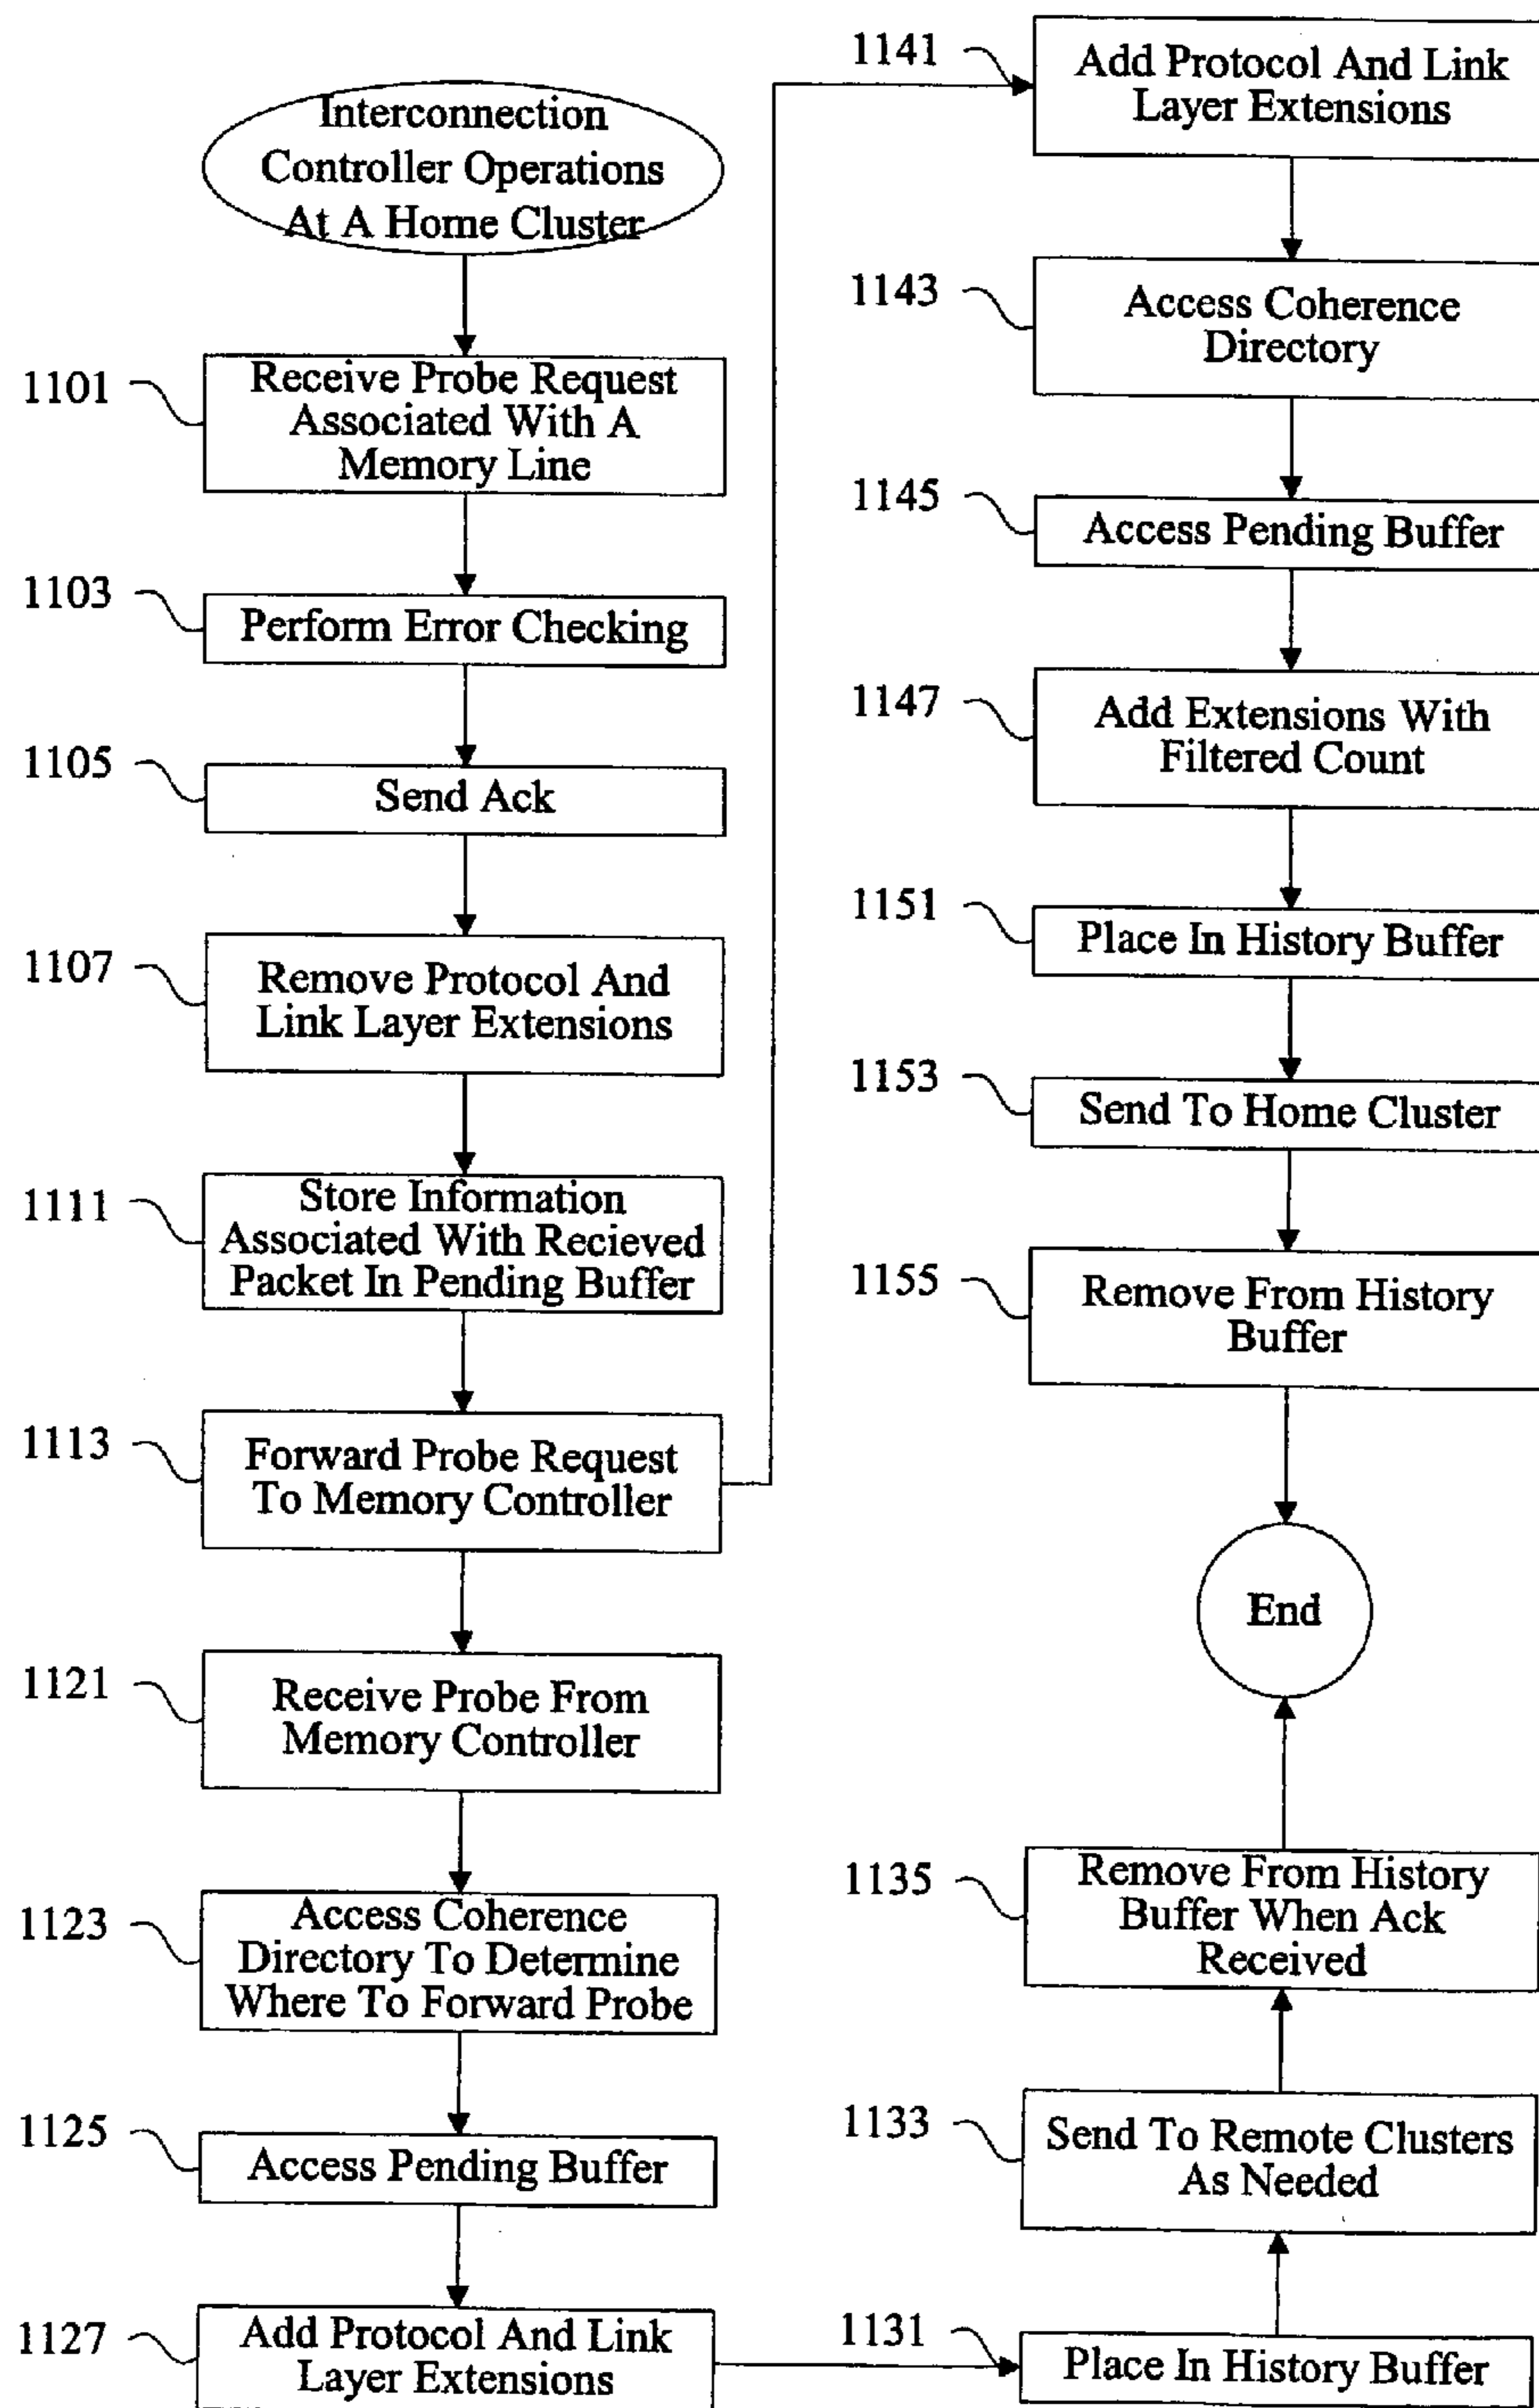 Interconnection
Controller Operations
At A Home Cluster
1101
Receive Probe Request
Associated With A
Memory Line
1103
Perform Error Checking
1105
Send Ack
1107
Remove Protocol And
Link Layer Extensions
1111
Store Information
Associated With Recieved
Packet In Pending Buffer
1113
Forward Probe Request
To Memory Controller
1121
Receive Probe From
Memory Controller
1123
Access Coherence
Directory To Determine
Where To Forward Probe
1125
Access Pending Buffer
1127
Add Protocol And Link
Layer Extensions
1141
Add Protocol And Link
Layer Extensions
1143
Access Coherence
Directory
1145
Access Pending Buffer
1147
Add Extensions With
Filtered Count
1151
Place In History Buffer
1153
Send To Home Cluster
1155
Remove From History
Buffer
End
1135
Remove From History
Buffer When Ack
Received
1133
Send To Remote Clusters
As Needed
1131
Place In History Buffer